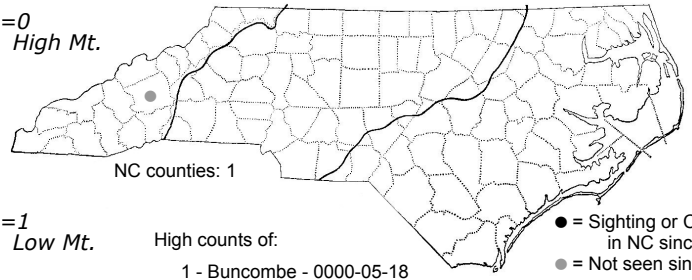 =0
High Mt.
NC counties: 1
=1
Low Mt.
High counts of:
1 - Buncombe - 0000-05-18
● = Sighting or
in NC sinc
● = Not seen sin